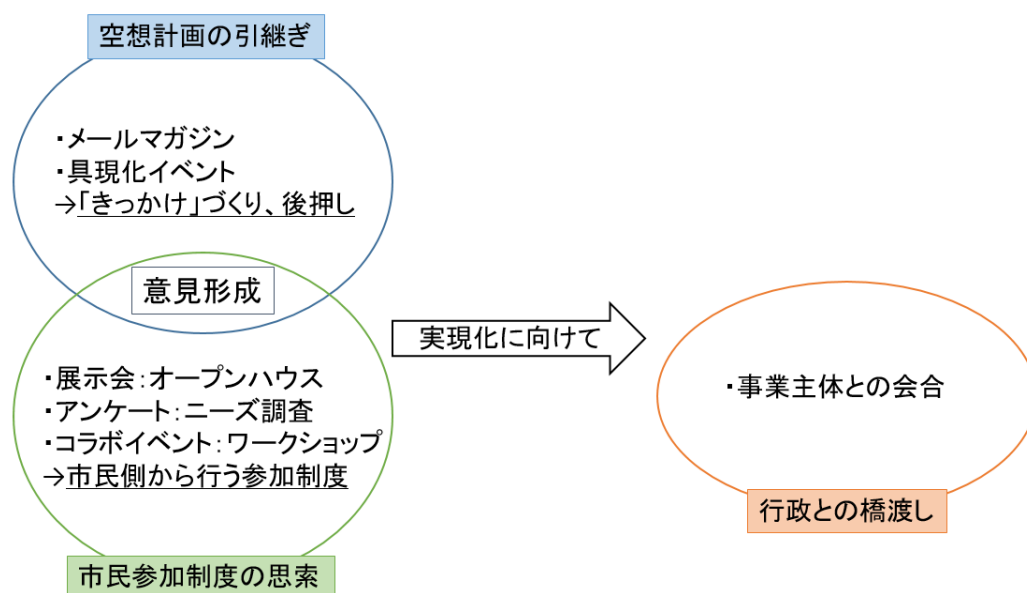 空想計画の引継ぎ
・メールマガジン
・具現化イベント
→「きっかけ」づくり、後押し
意見形成
・展示会:オープンハウス
・アンケート:ニーズ調査
・コラボイベント:ワークショップ
→市民側から行う参加制度
市民参加制度の思索
実現化に向けて
・事業主体との会合
行政との橋渡し